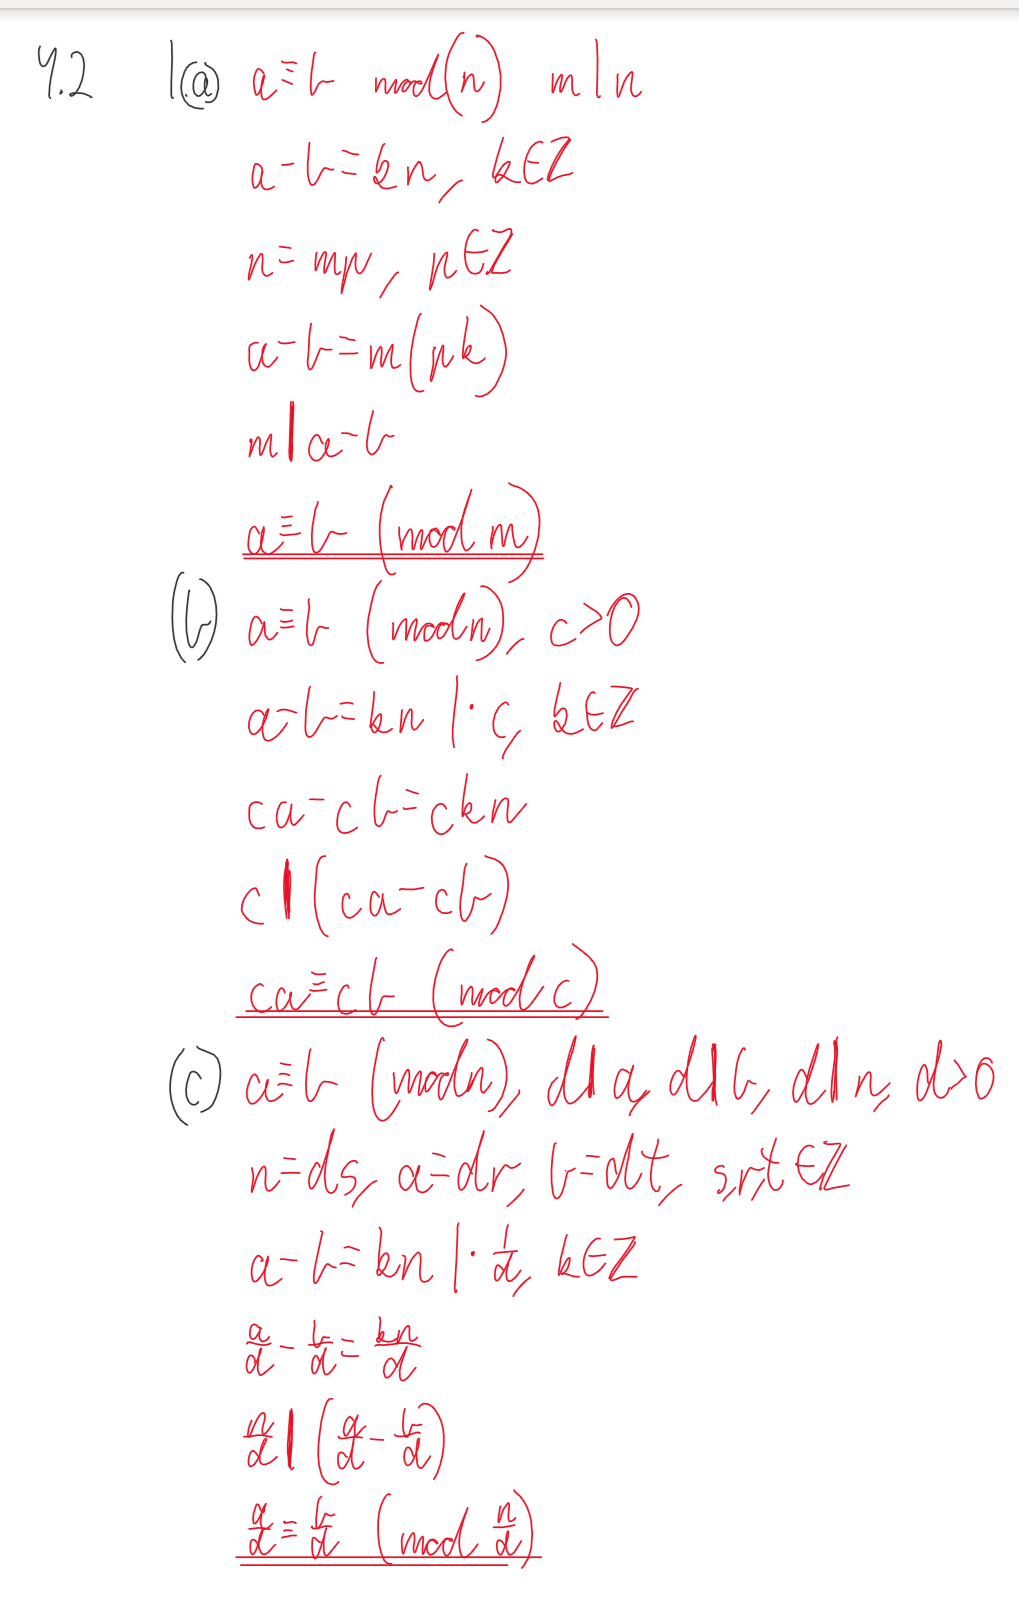 4.2 1(a) a≡b mod(n) m|n
a-b=kn, k∈Z
n=mp, p∈Z
a-b=m(pk)
m|a-b
a≡b (mod m)
(b) a≡b (mod n), c>0
a-b=kn |·c, k∈Z
ca-cb=ckn
c|(ca-cb)
ca≡cb (mod c)
(c) a≡b (mod n), d|a, d|b, d|n, d>0
n=ds, a=dr, b=dt, s,r,t∈Z
a-b=kn |·1/d, k∈Z
a/d-b/d=kn/d
n/d|(a/d-b/d)
a/d≡b/d (mod n/d)